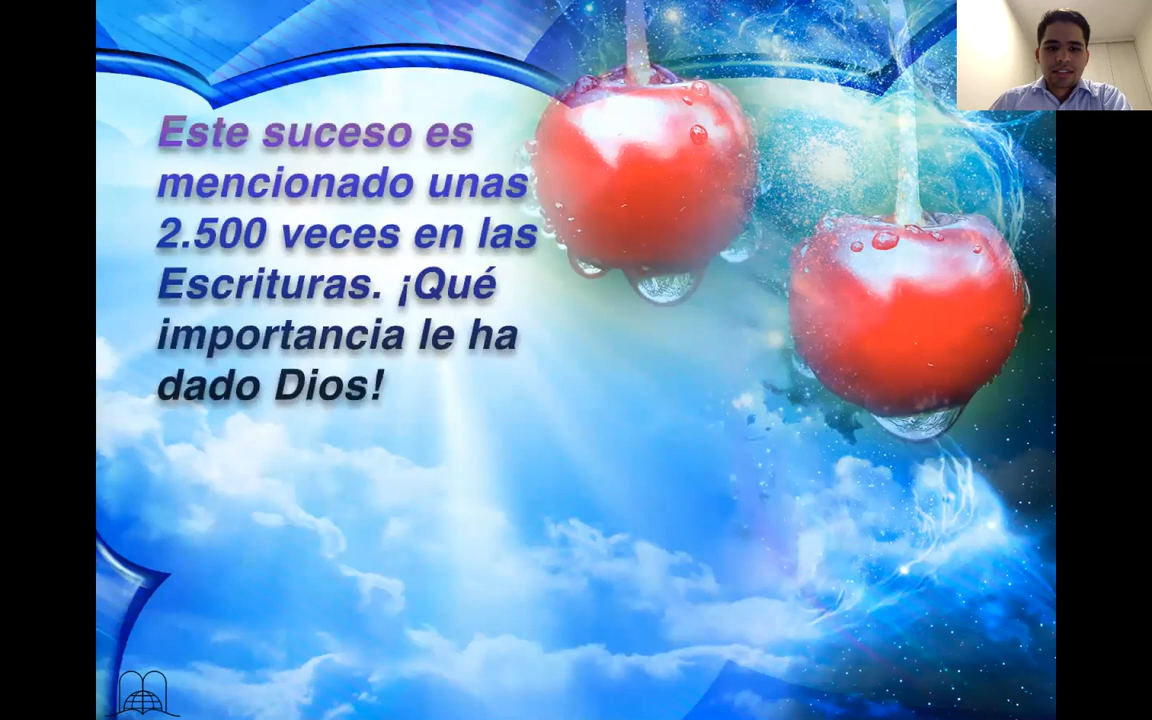 Este suceso es
mencionado unas
2.500 veces en las
Escrituras. ¡Qué
importancia le ha
dado Dios!